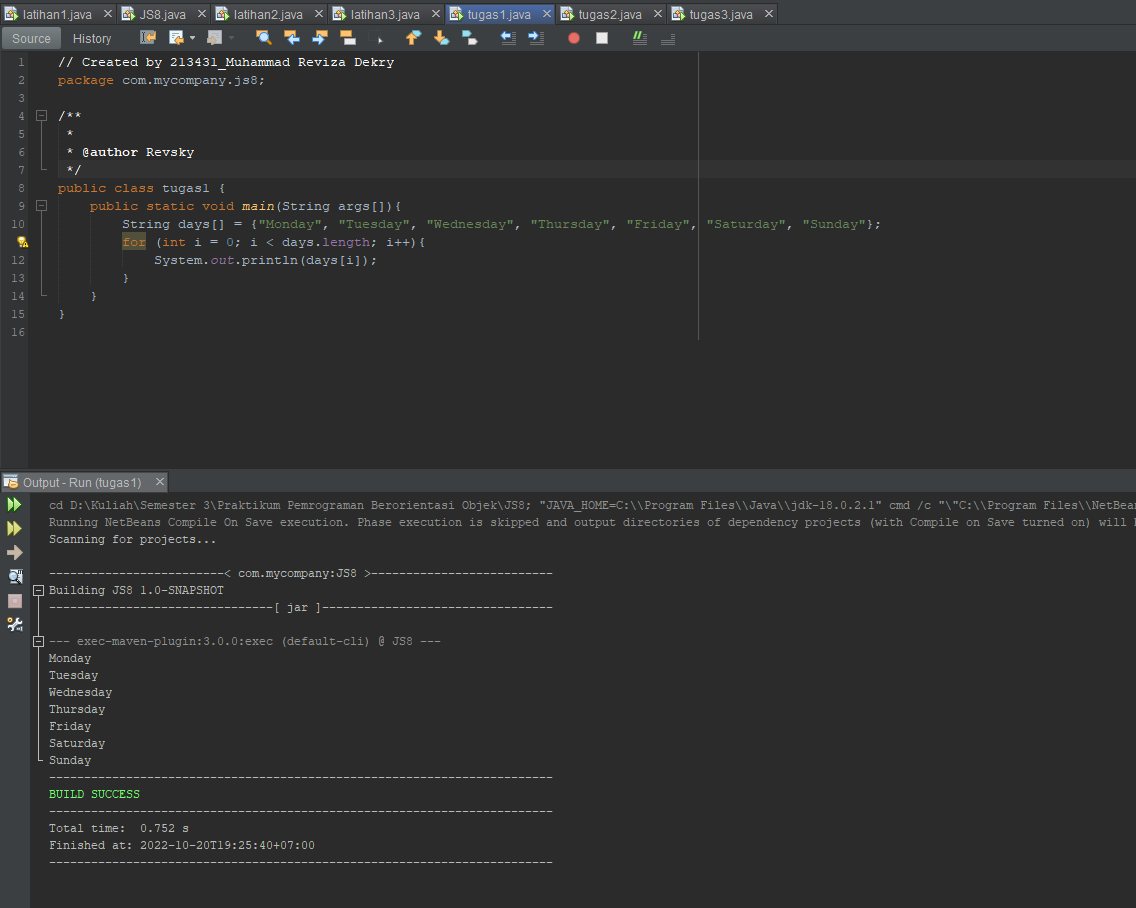 latihan1.java JS8.java latihan2.java latihan3.java tugas1.java tugas2.java tugas3.java
Source History
1 // Created by 213431_Muhammad Reviza Dekry
2 package com.mycompany.js8;
3
4 /**
5 *
6 * @author Revsky
7 */
8 public class tugas1 {
9 public static void main(String args[]){
10 String days[] = {"Monday", "Tuesday", "Wednesday", "Thursday", "Friday", "Saturday", "Sunday"};
for (int i = 0; i < days.length; i++){
12 System.out.println(days[i]);
13 }
14 }
15 }
16
Output - Run (tugas1)
cd D:\Kuliah\Semester 3\Praktikum Pemrograman Berorientasi Objek\JS8; "JAVA_HOME=C:\\Program Files\\Java\\jdk-18.0.2.1" cmd /c "\"C:\\Program Files\\NetBean
Running NetBeans Compile On Save execution. Phase execution is skipped and output directories of dependency projects (with Compile on Save turned on) will
Scanning for projects...
-------------------------< com.mycompany:JS8 >--------------------------
Building JS8 1.0-SNAPSHOT
--------------------------------[ jar ]---------------------------------
--- exec-maven-plugin:3.0.0:exec (default-cli) @ JS8 ---
Monday
Tuesday
Wednesday
Thursday
Friday
Saturday
Sunday
------------------------------------------------------------------------
BUILD SUCCESS
------------------------------------------------------------------------
Total time: 0.752 s
Finished at: 2022-10-20T19:25:40+07:00
------------------------------------------------------------------------